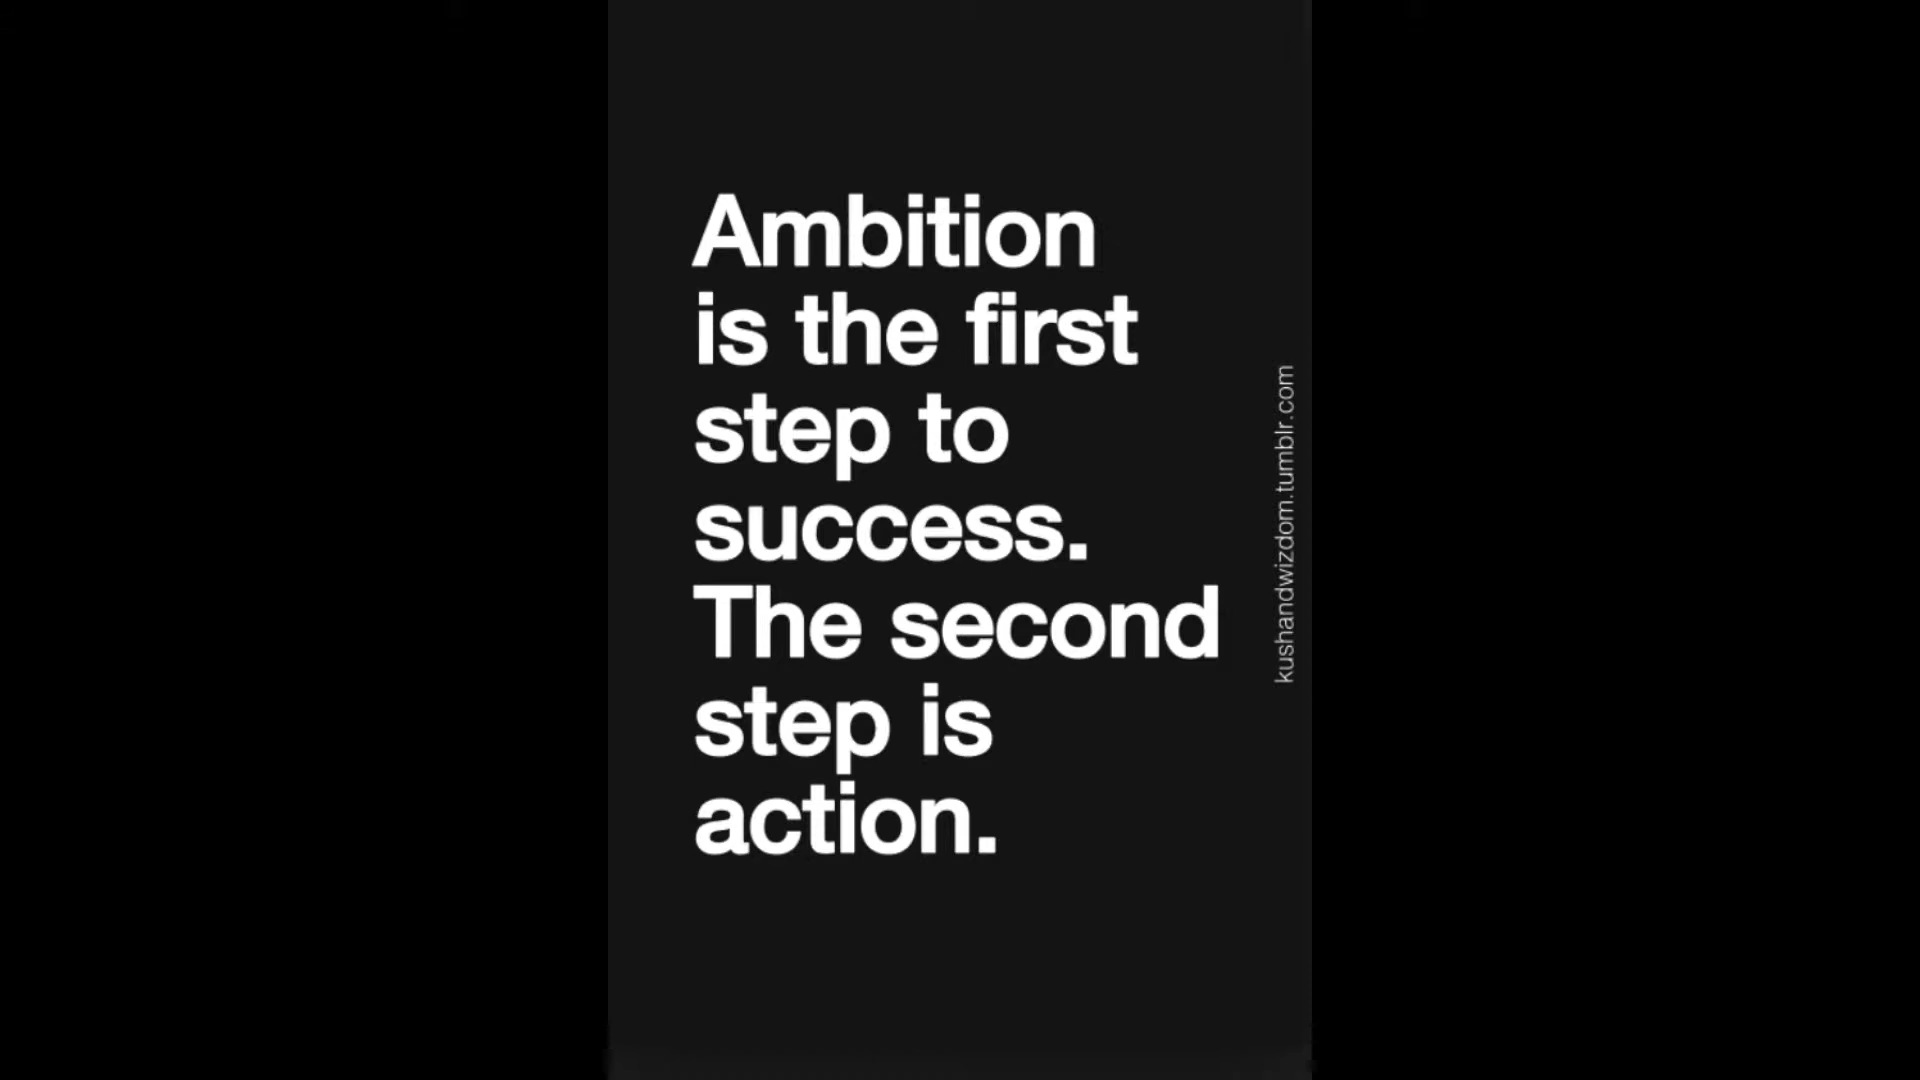 Ambition
is the first
step to
success.
The second
step is
action.
kushandwizdom.tumblr.com